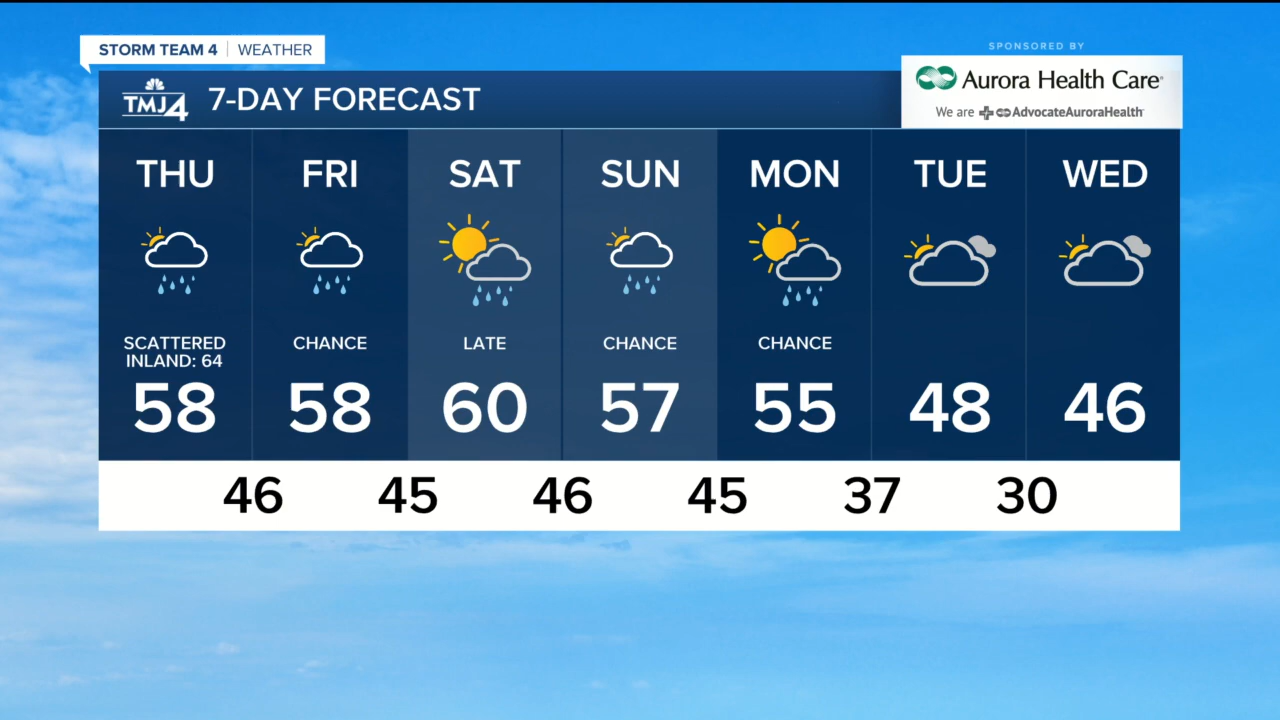 STORM TEAM 4 | WEATHER
SPONSORED BY
Aurora Health Care®
We are AdvocateAuroraHealth
TMJ4
7-DAY FORECAST
THU FRI SAT SUN MON TUE WED
SCATTERED CHANCE LATE CHANCE CHANCE
INLAND: 64
58 58 60 57 55 48 46
46 45 46 45 37 30